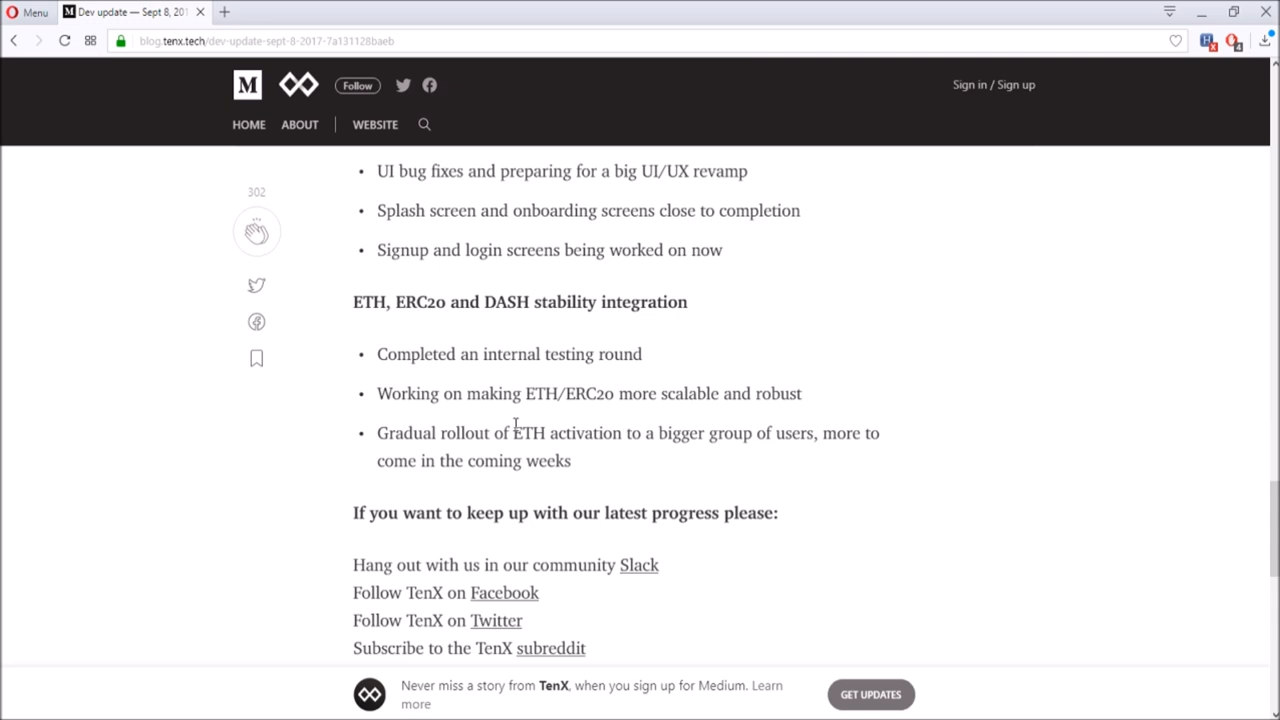 Menu
M Dev update — Sept 8, 201
blog.tenx.tech/dev-update-sept-8-2017-7a131128baeb
4
M
Follow
Sign in / Sign up
HOME ABOUT WEBSITE
• UI bug fixes and preparing for a big UI/UX revamp
302
• Splash screen and onboarding screens close to completion
• Signup and login screens being worked on now
ETH, ERC20 and DASH stability integration
• Completed an internal testing round
• Working on making ETH/ERC20 more scalable and robust
• Gradual rollout of ETH activation to a bigger group of users, more to
come in the coming weeks
If you want to keep up with our latest progress please:
Hang out with us in our community Slack
Follow TenX on Facebook
Follow TenX on Twitter
Subscribe to the TenX subreddit
Never miss a story from TenX, when you sign up for Medium. Learn
more
GET UPDATES